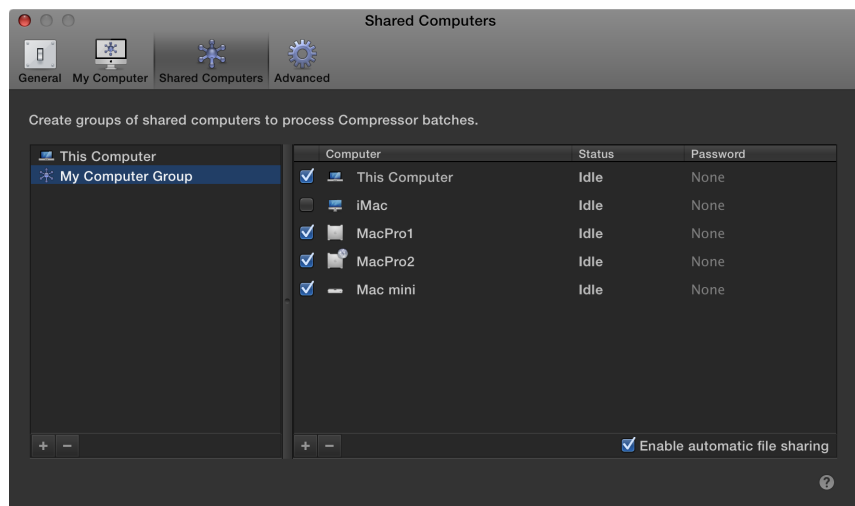 Shared Computers
General My Computer Shared Computers Advanced
Create groups of shared computers to process Compressor batches.
This Computer
My Computer Group
Computer Status Password
This Computer Idle None
iMac Idle None
MacPro1 Idle None
MacPro2 Idle None
Mac mini Idle None
+ − + − Enable automatic file sharing
?